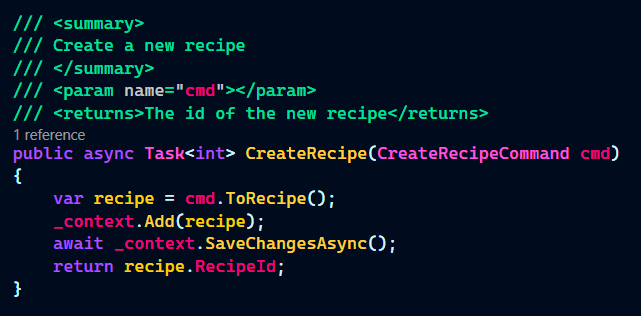 /// <summary>
/// Create a new recipe
/// </summary>
/// <param name="cmd"></param>
/// <returns>The id of the new recipe</returns>
1 reference
public async Task<int> CreateRecipe(CreateRecipeCommand cmd)
{
    var recipe = cmd.ToRecipe();
    _context.Add(recipe);
    await _context.SaveChangesAsync();
    return recipe.RecipeId;
}